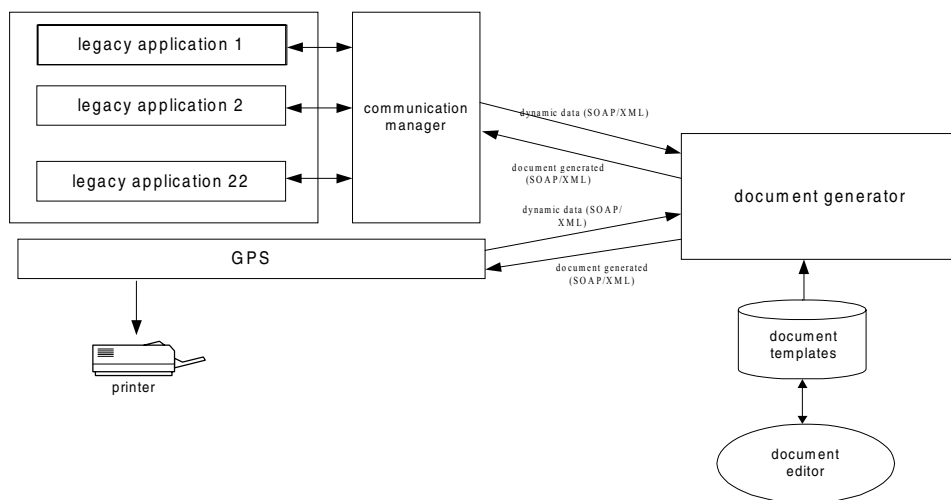 legacy application 1
legacy application 2
legacy application 22
communication
manager
dynamic data (SOAP/XML)
document generated
(SOAP/XML)
dynamic data (SOAP/
XML)
document generated
(SOAP/XML)
document generator
GPS
printer
document
templates
document
editor